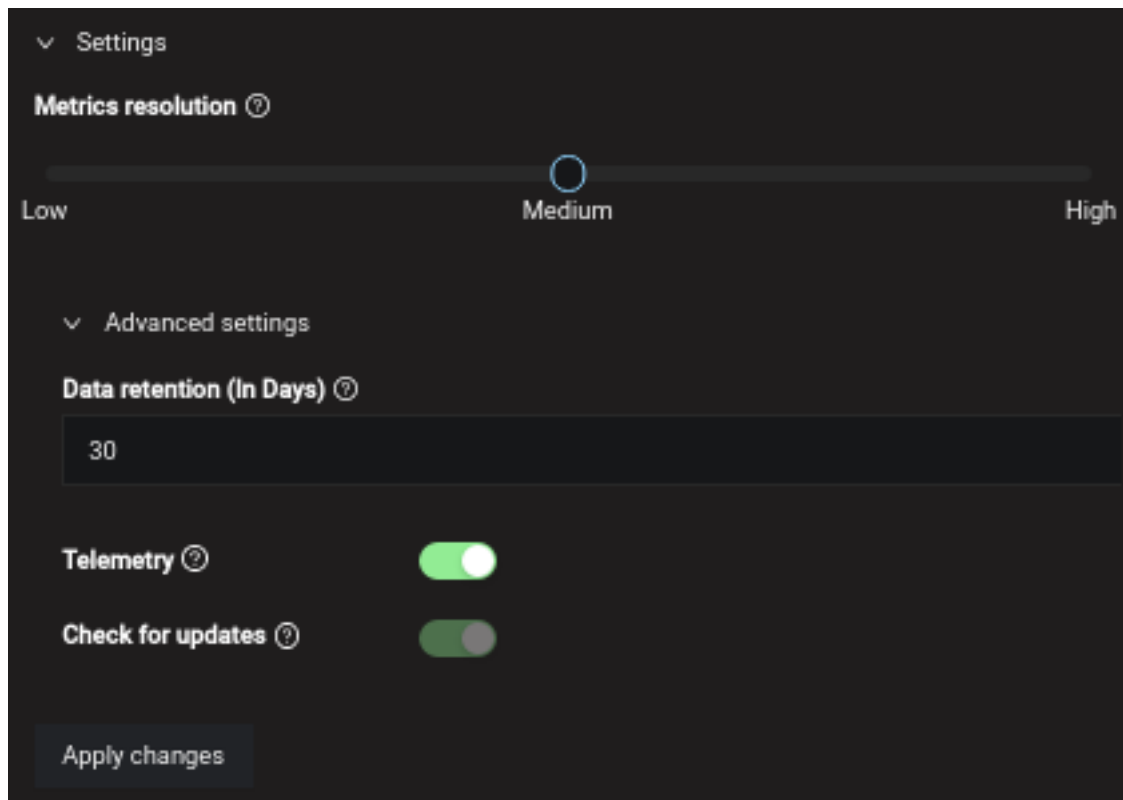 Settings
Metrics resolution ?
Low Medium High
Advanced settings
Data retention (In Days) ?
30
Telemetry ?
Check for updates ?
Apply changes